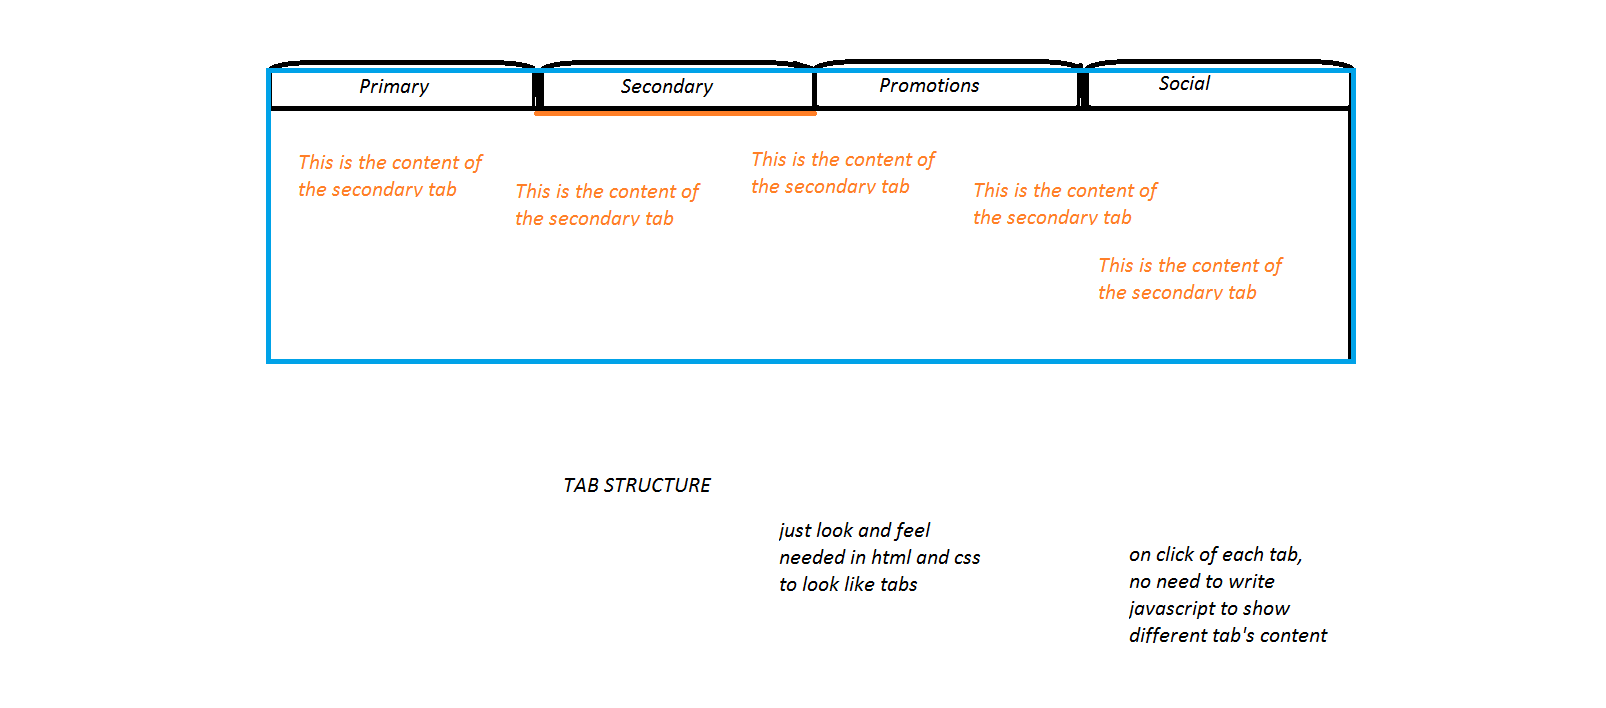 Primary
Secondary
Promotions
Social
This is the content of
the secondary tab
This is the content of
the secondary tab
This is the content of
the secondary tab
This is the content of
the secondary tab
This is the content of
the secondary tab
TAB STRUCTURE
just look and feel
needed in html and css
to look like tabs
on click of each tab,
no need to write
javascript to show
different tab's content